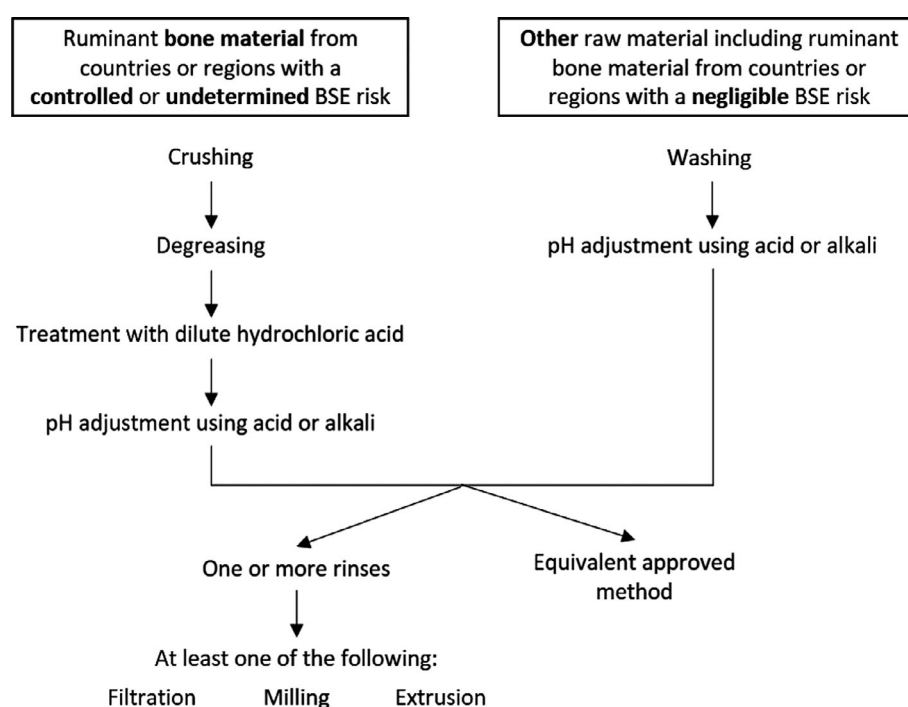 Ruminant bone material from
countries or regions with a
controlled or undetermined BSE risk
Other raw material including ruminant
bone material from countries or
regions with a negligible BSE risk
Crushing
Washing
Degreasing
pH adjustment using acid or alkali
Treatment with dilute hydrochloric acid
pH adjustment using acid or alkali
One or more rinses
Equivalent approved
method
At least one of the following:
Filtration Milling Extrusion